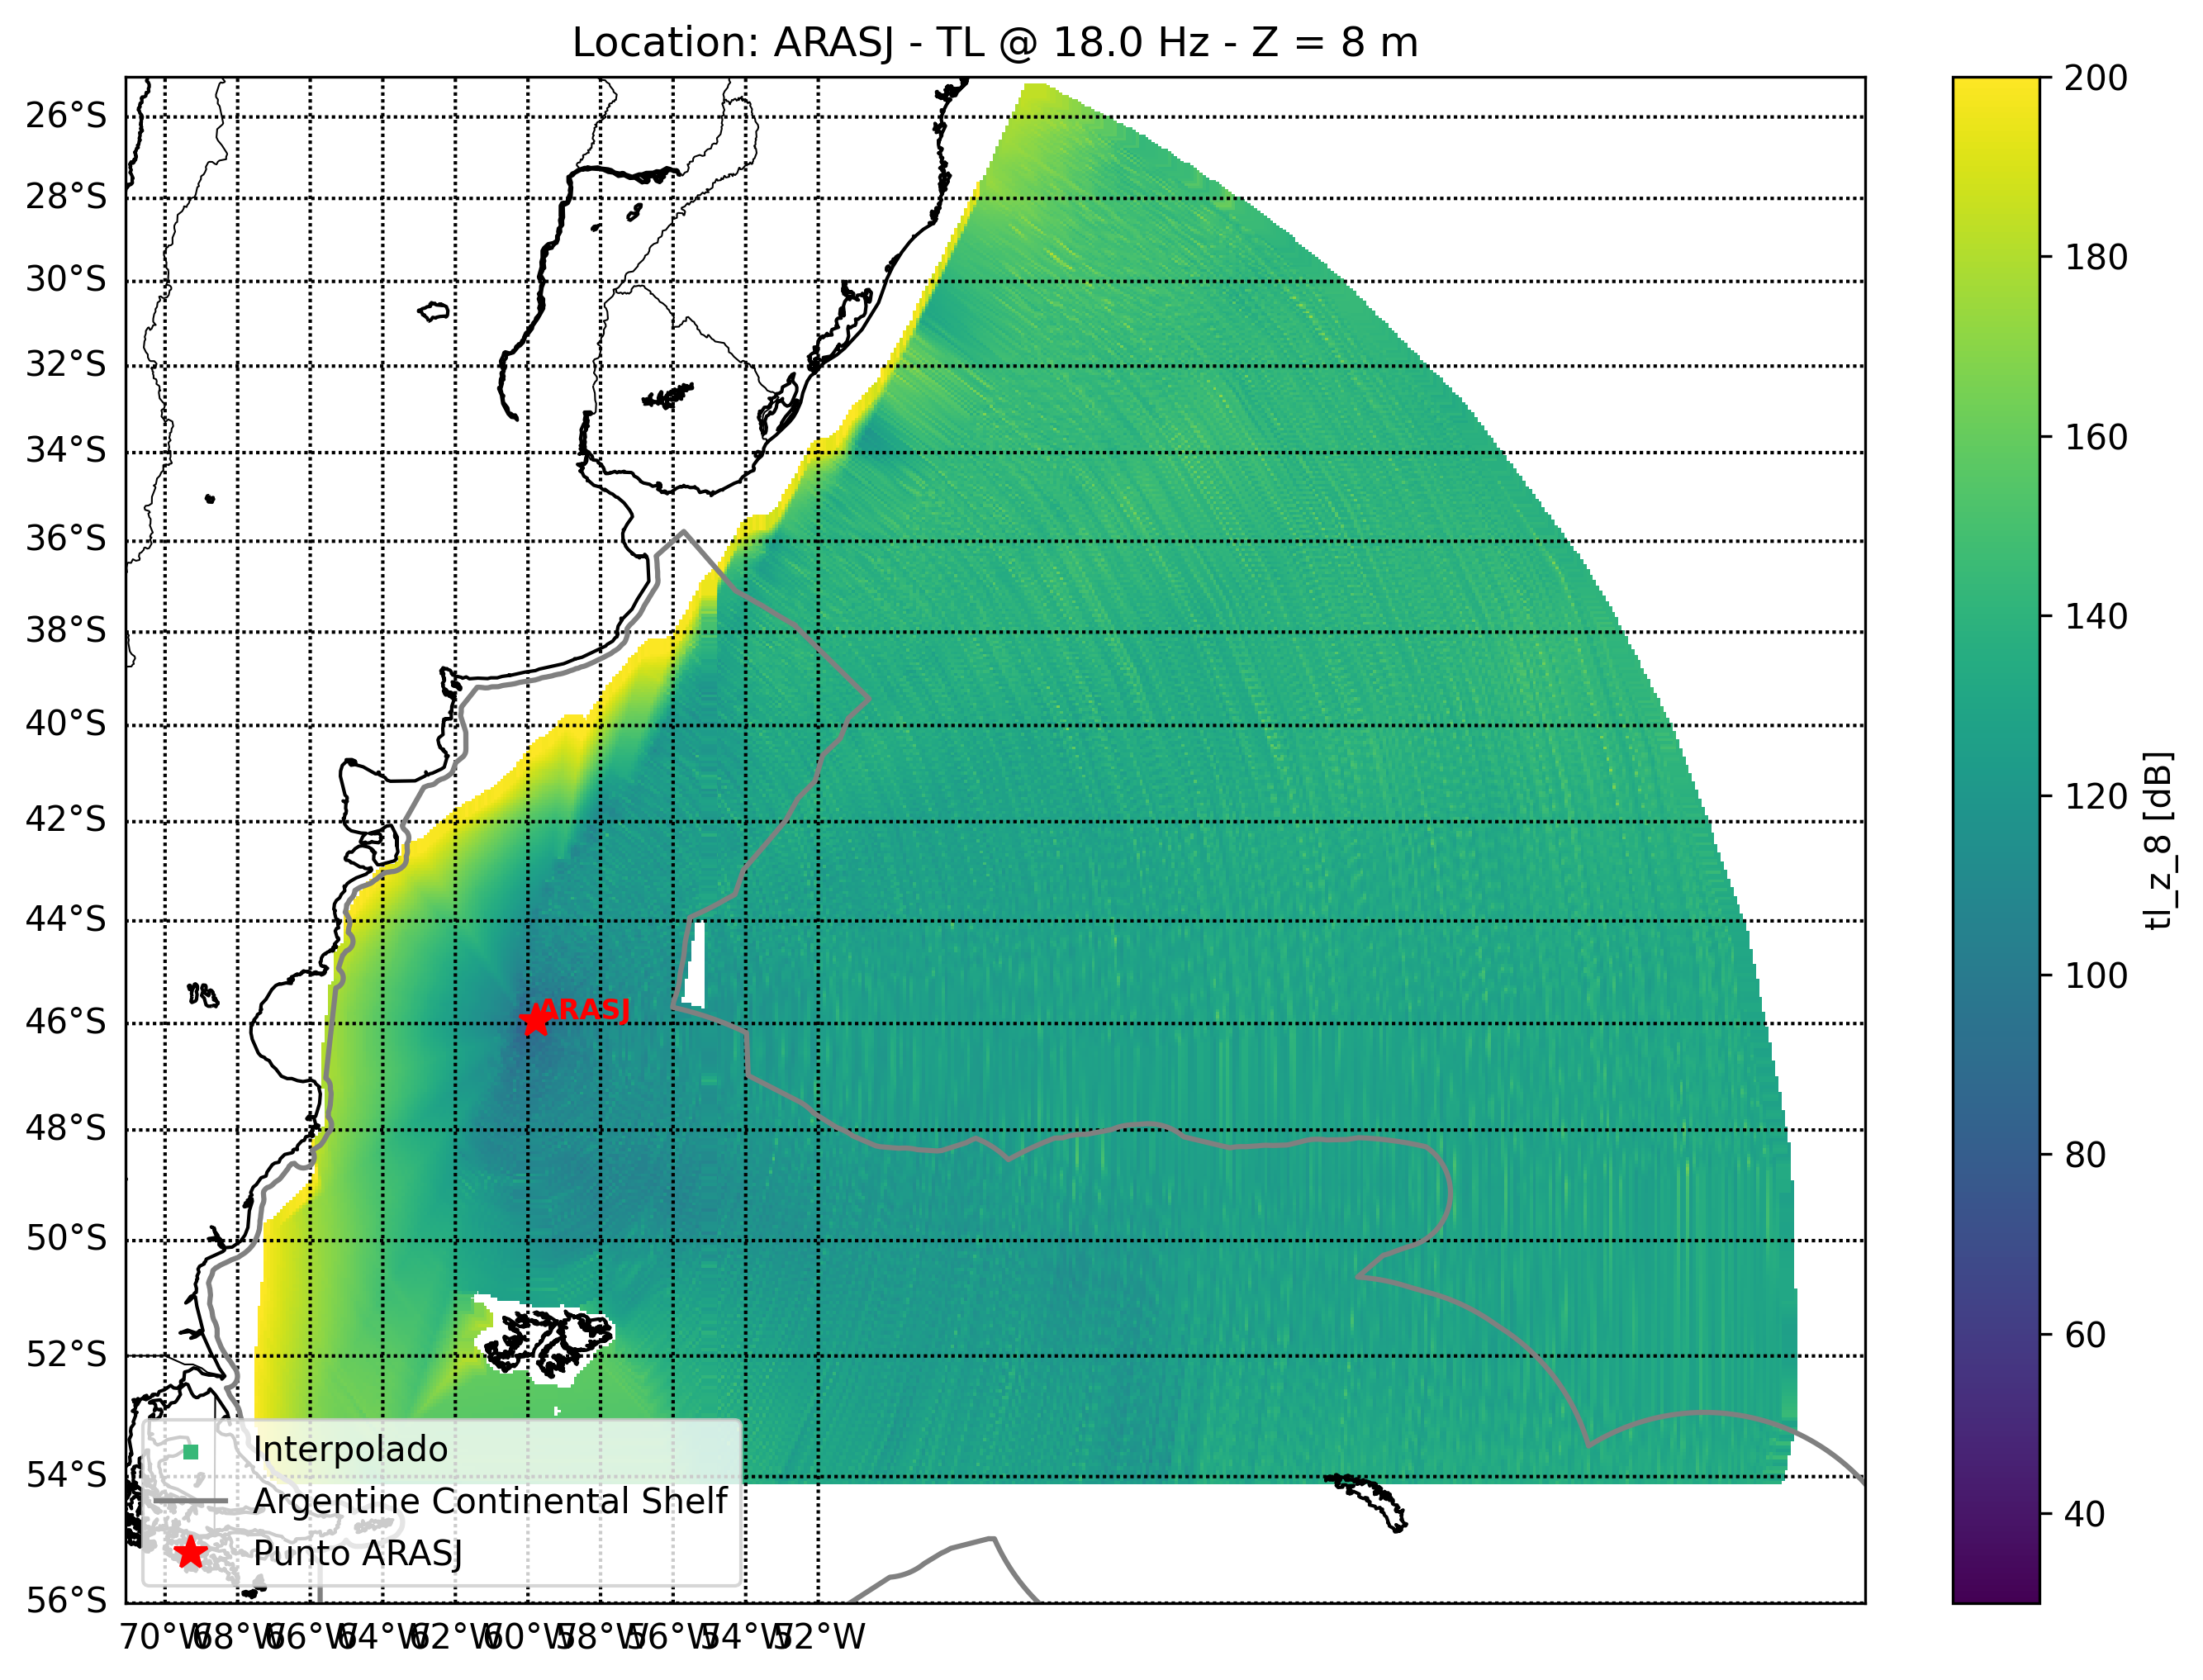 Location: ARASJ - TL @ 18.0 Hz - Z = 8 m
26°S
28°S
30°S
32°S
34°S
36°S
38°S
40°S
42°S
44°S
46°S
48°S
50°S
52°S
54°S
56°S
ARASJ
Interpolado
Argentine Continental Shelf
Punto ARASJ
70°W 68°W 66°W 64°W 62°W 60°W 58°W 56°W 54°W 52°W
200
180
160
140
120
100
80
60
40
tl_z_8 [dB]